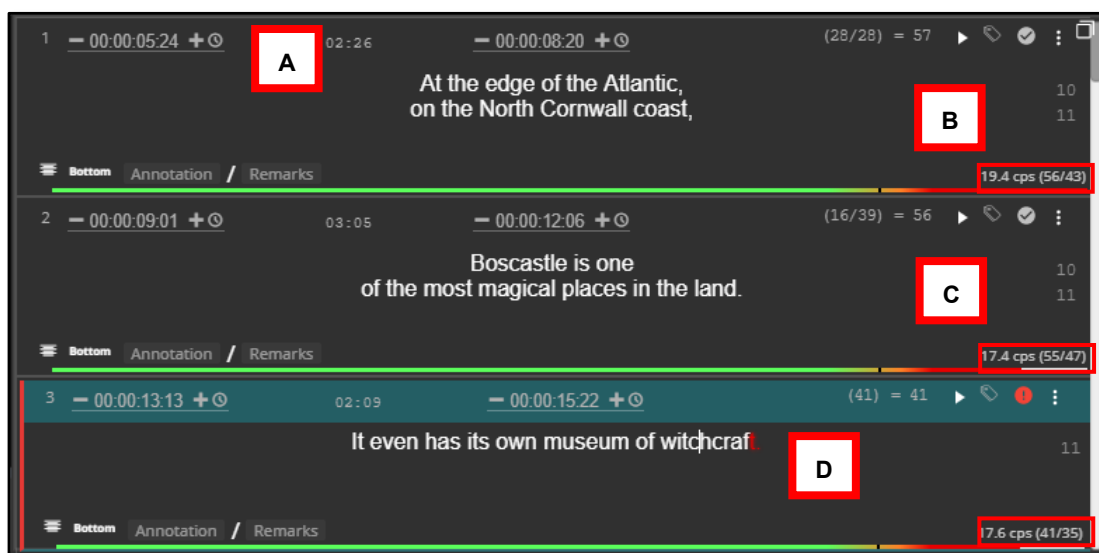 1 00:00:05:24 02:26 00:00:08:20 (28/28) = 57
A
At the edge of the Atlantic,
on the North Cornwall coast,
10
11
B
Bottom Annotation / Remarks
19.4 cps (56/43)
2 00:00:09:01 03:05 00:00:12:06 (16/39) = 56
Boscastle is one
of the most magical places in the land.
10
11
C
Bottom Annotation / Remarks
17.4 cps (55/47)
3 00:00:13:13 02:09 00:00:15:22 (41) = 41
It even has its own museum of witchcraft.
11
D
Bottom Annotation / Remarks
17.6 cps (41/35)